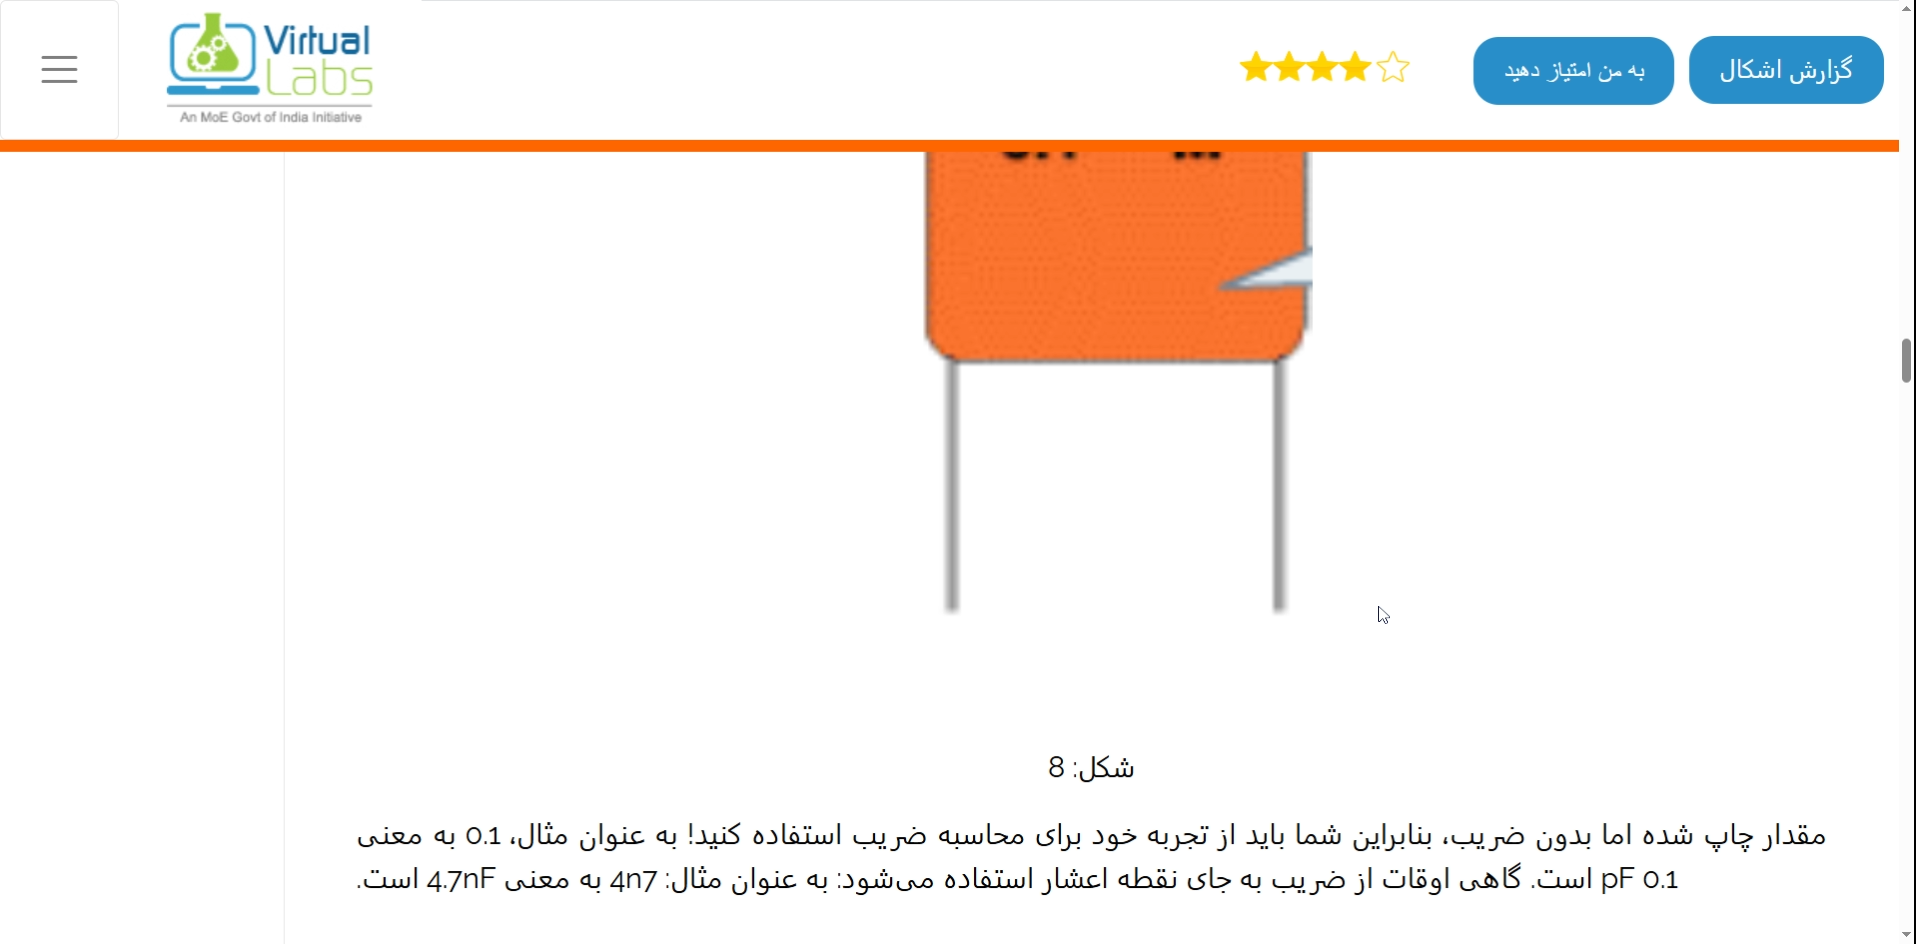 Virtual
Labs
An MoE Govt of India Initiative
به من امتیاز دهید
گزارش اشکال
شکل: 8
مقدار چاپ شده اما بدون ضریب، بنابراین شما باید از تجربه خود برای محاسبه ضریب استفاده کنید! به عنوان مثال، 0.1 به معنی
0.1 pF است. گاهی اوقات از ضریب به جای نقطه اعشار استفاده می‌شود: به عنوان مثال: 4n7 به معنی 4.7nF است.